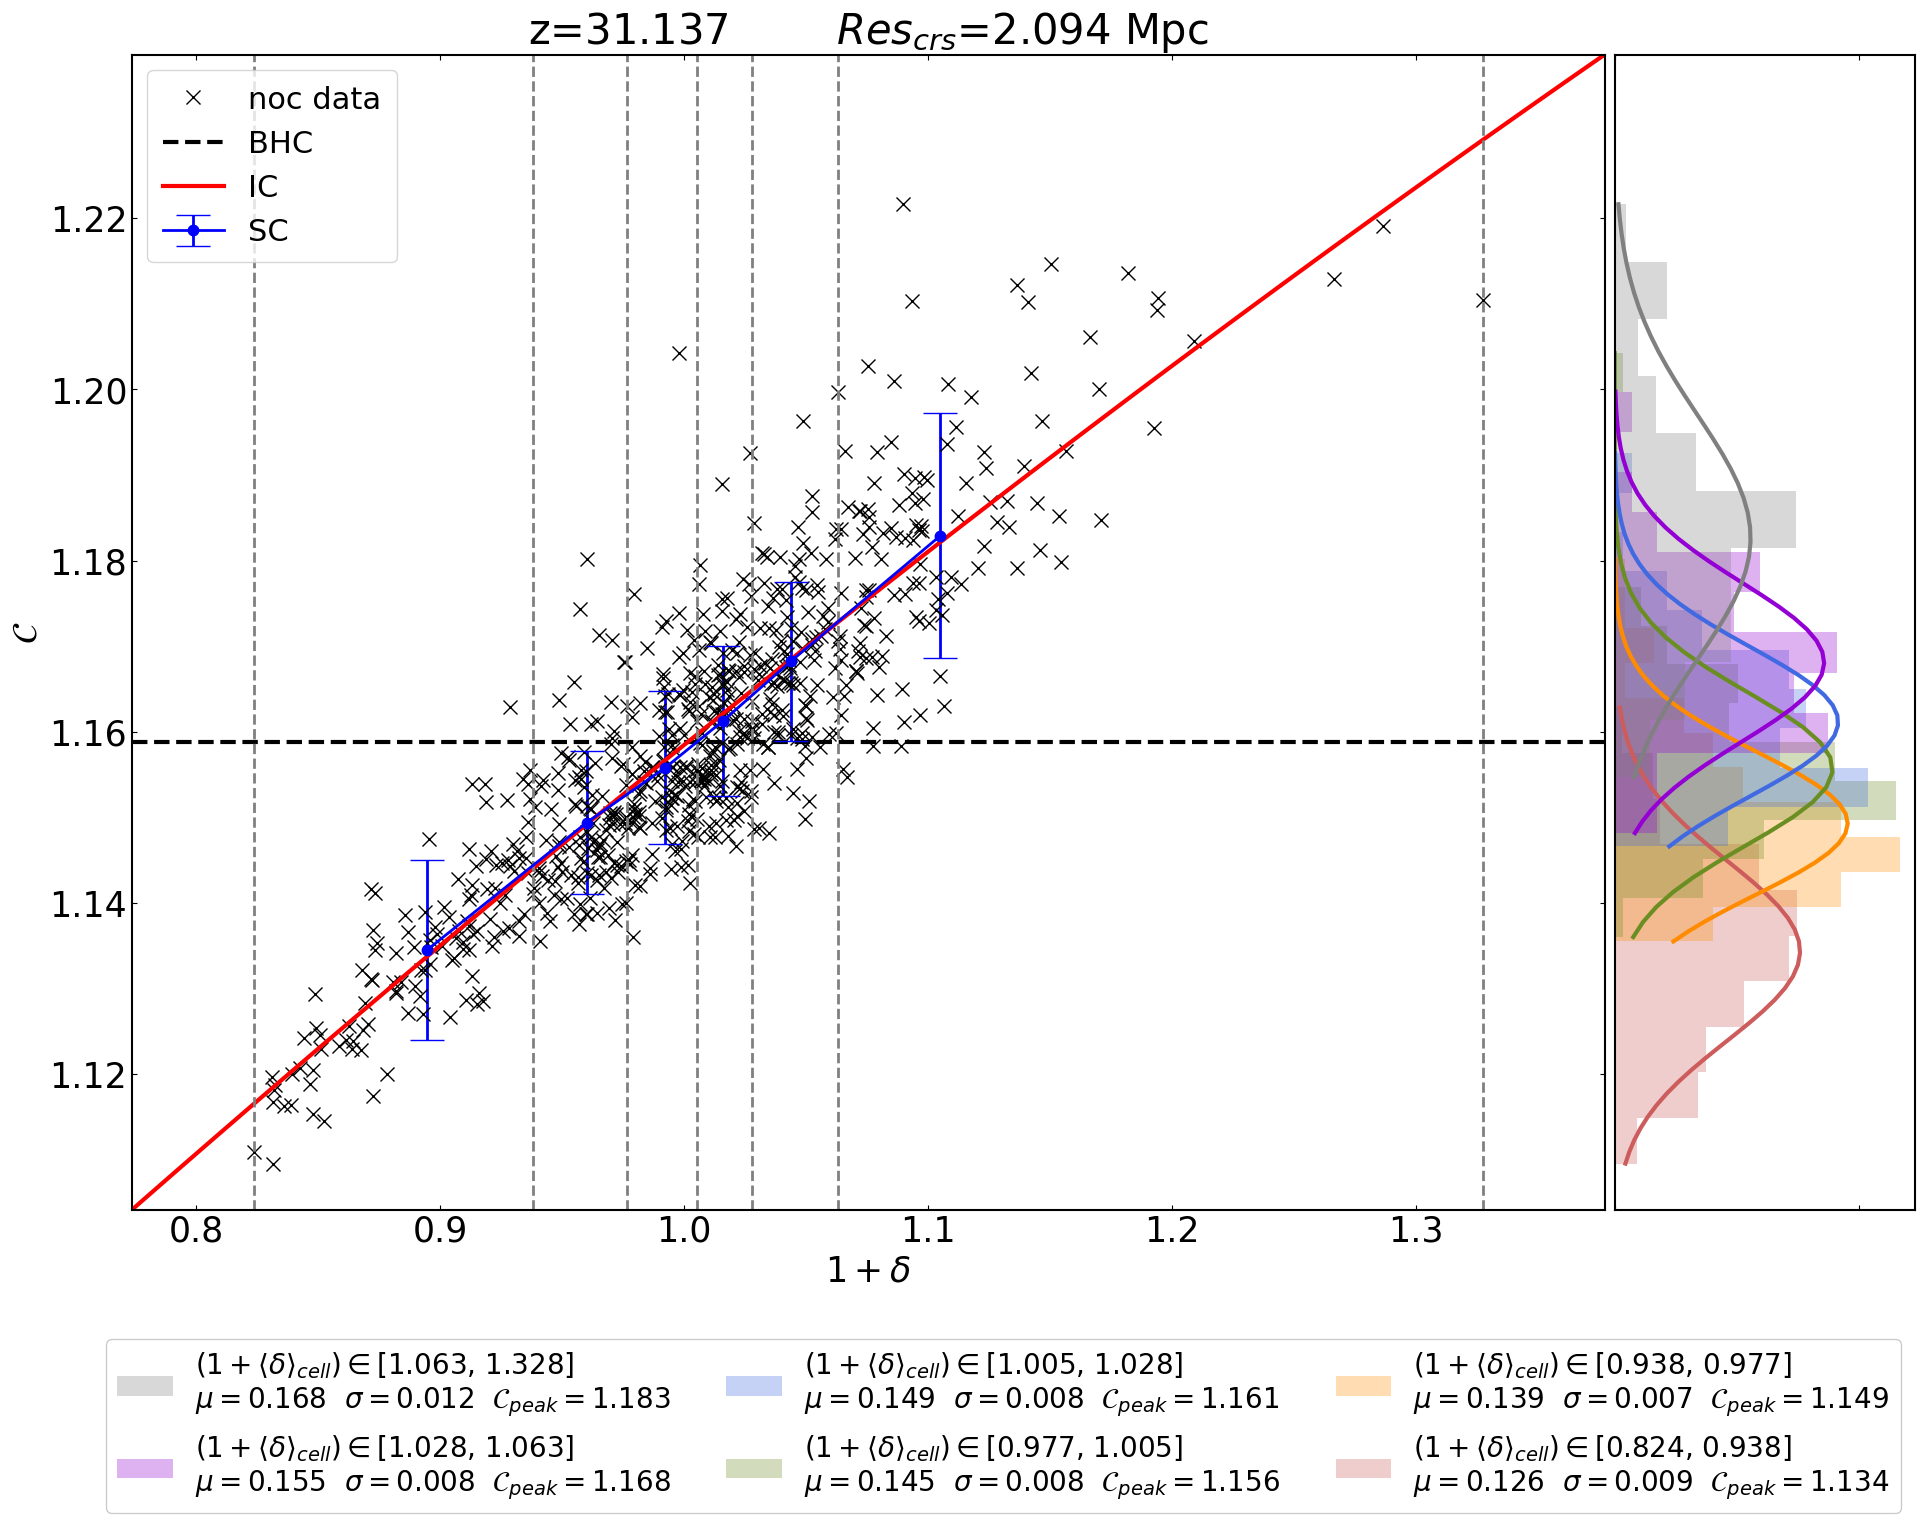 z=31.137 Res_crs=2.094 Mpc
noc data
BHC
IC
SC
𝒞
1.22
1.20
1.18
1.16
1.14
1.12
0.8 0.9 1.0 1.1 1.2 1.3
1 + δ
(1 + ⟨δ⟩_cell) ∈ [1.063, 1.328]
μ = 0.168 σ = 0.012 𝒞_peak = 1.183
(1 + ⟨δ⟩_cell) ∈ [1.028, 1.063]
μ = 0.155 σ = 0.008 𝒞_peak = 1.168
(1 + ⟨δ⟩_cell) ∈ [1.005, 1.028]
μ = 0.149 σ = 0.008 𝒞_peak = 1.161
(1 + ⟨δ⟩_cell) ∈ [0.977, 1.005]
μ = 0.145 σ = 0.008 𝒞_peak = 1.156
(1 + ⟨δ⟩_cell) ∈ [0.938, 0.977]
μ = 0.139 σ = 0.007 𝒞_peak = 1.149
(1 + ⟨δ⟩_cell) ∈ [0.824, 0.938]
μ = 0.126 σ = 0.009 𝒞_peak = 1.134